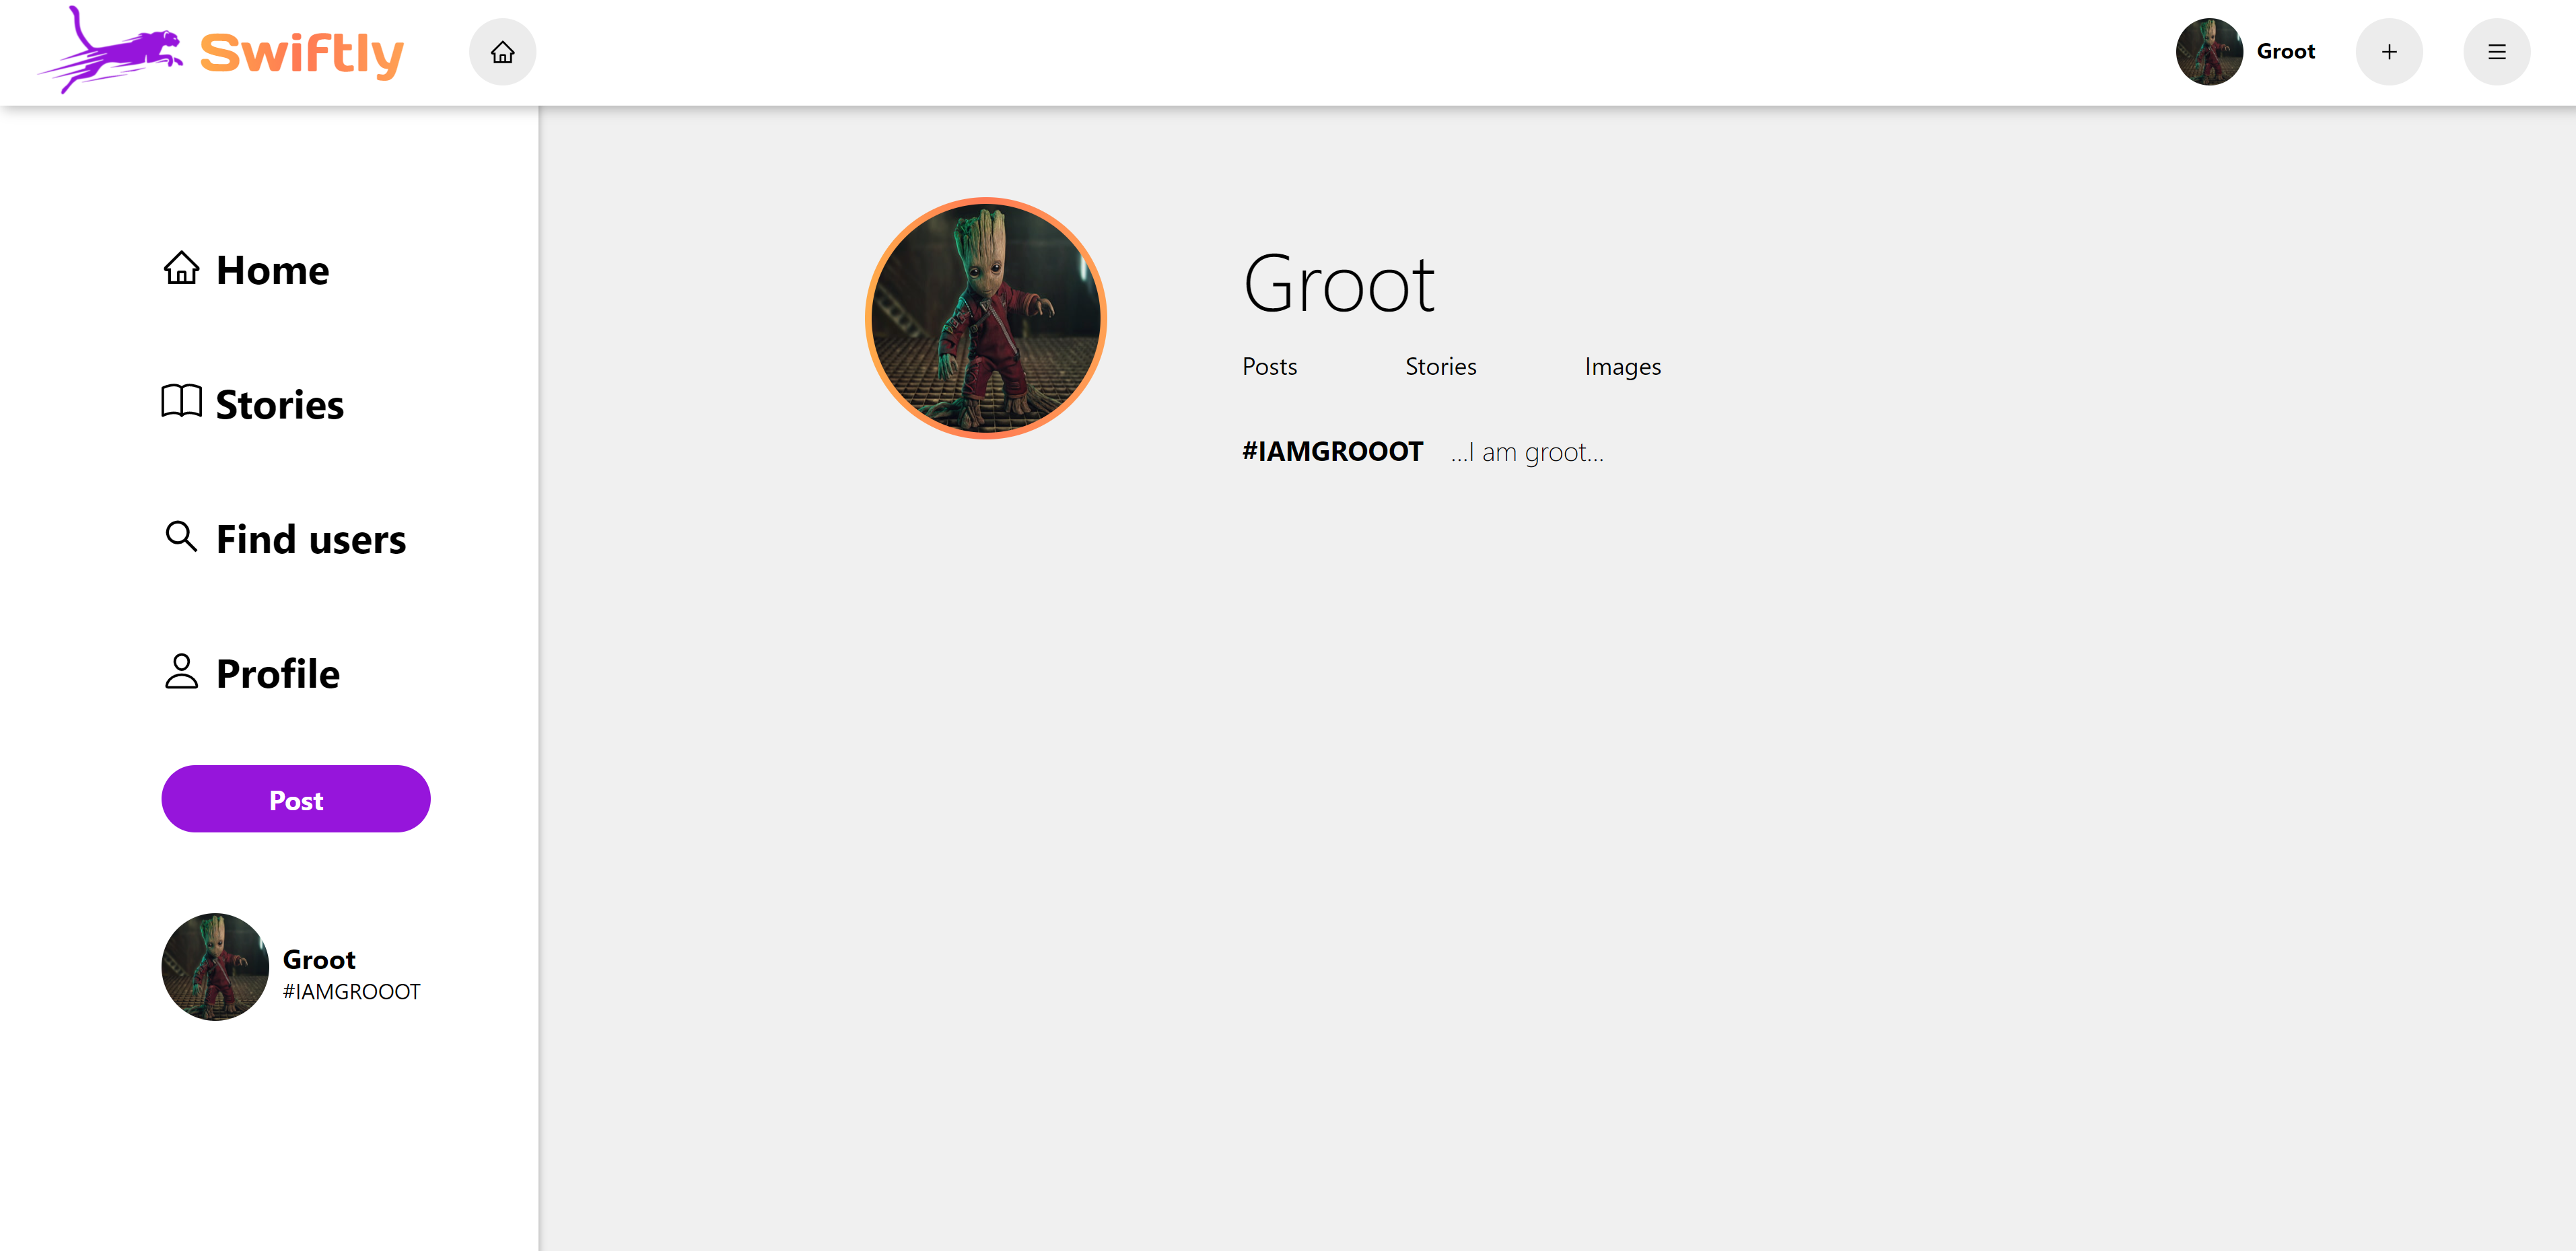 Swiftly
Groot
Home
Stories
Find users
Profile
Post
Groot
#IAMGROOOT
Groot
Posts Stories Images
#IAMGROOOT ...I am groot...